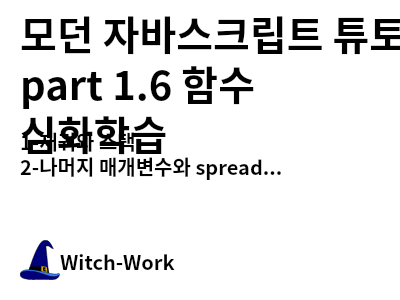 모던 자바스크립트 튜토
part 1.6 함수
심화학습
1-재귀와 스택
2-나머지 매개변수와 spread...
Witch-Work